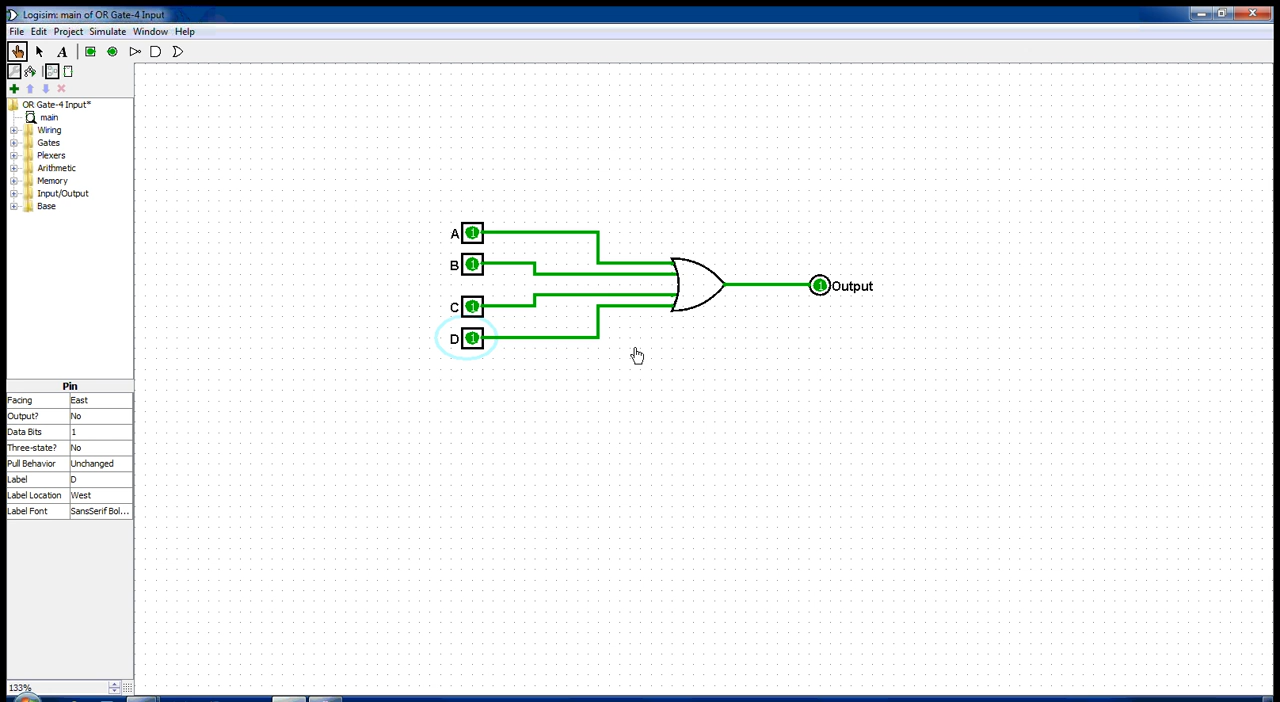 Logisim: main of OR Gate-4 Input
File Edit Project Simulate Window Help
A
OR Gate-4 Input*
main
Wiring
Gates
Plexers
Arithmetic
Memory
Input/Output
Base
A 1
B 1
C 1
D 1
1 Output
Pin
Facing East
Output? No
Data Bits 1
Three-state? No
Pull Behavior Unchanged
Label D
Label Location West
Label Font SansSerif Bol...
133%